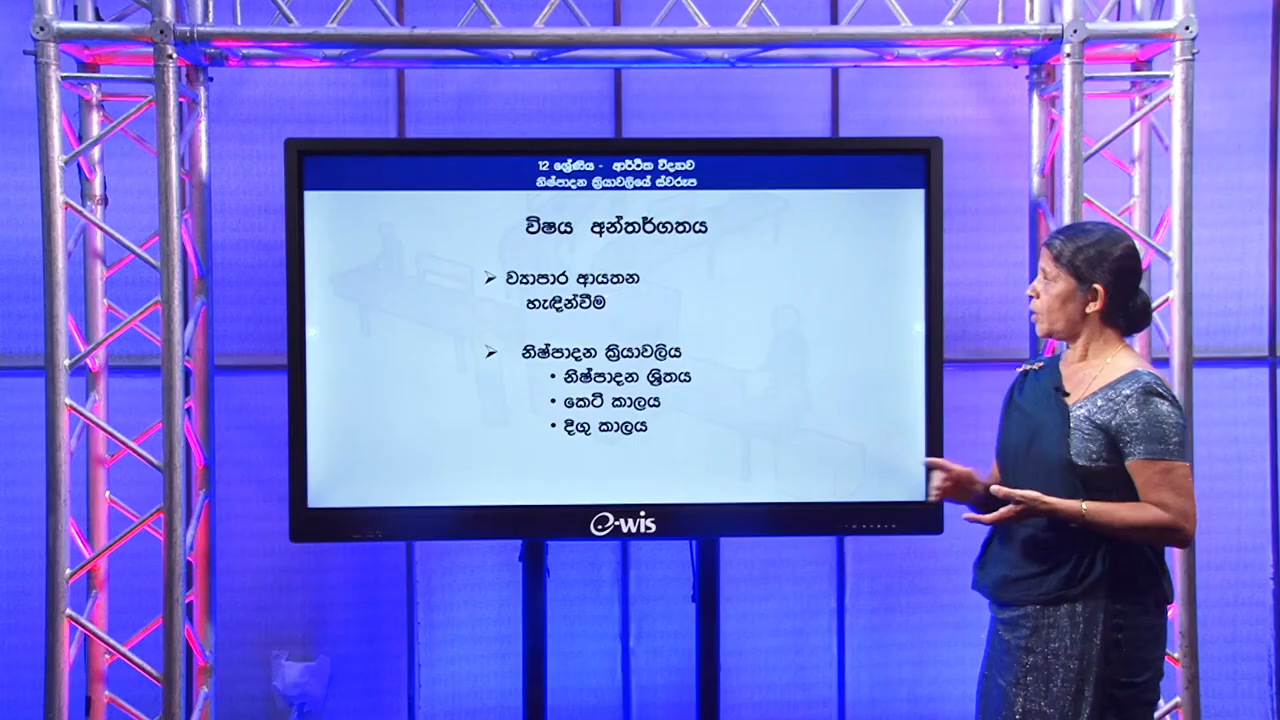 12 ශ්‍රේණිය - ආර්ථික විද්‍යාව
නිෂ්පාදන ක්‍රියාවලියේ ස්වරූප
විෂය අන්තර්ගතය
➢ ව්‍යාපාර ආයතන
හැඳින්වීම
➢ නිෂ්පාදන ක්‍රියාවලිය
• නිෂ්පාදන ශ්‍රිතය
• කෙටි කාලය
• දිගු කාලය
e-wis